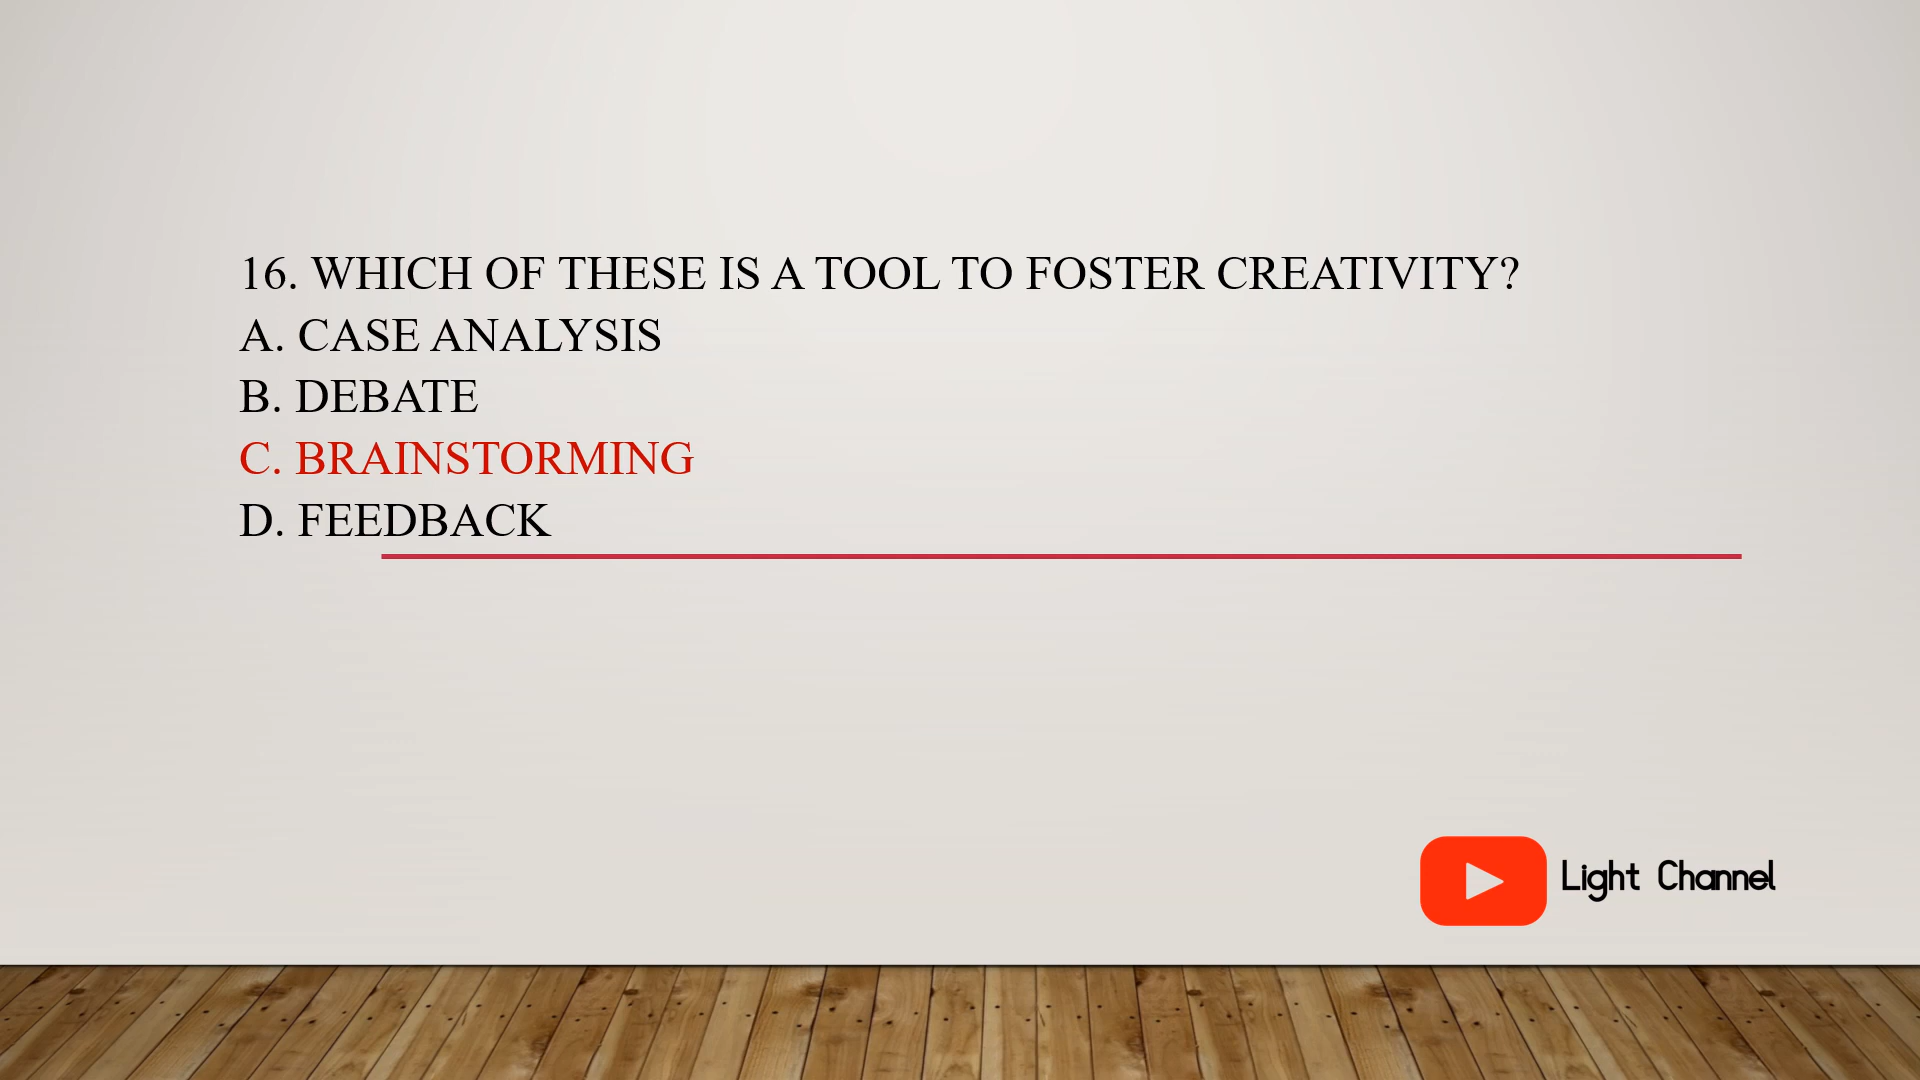 16. WHICH OF THESE IS A TOOL TO FOSTER CREATIVITY?
A. CASE ANALYSIS
B. DEBATE
C. BRAINSTORMING
D. FEEDBACK
Light Channel